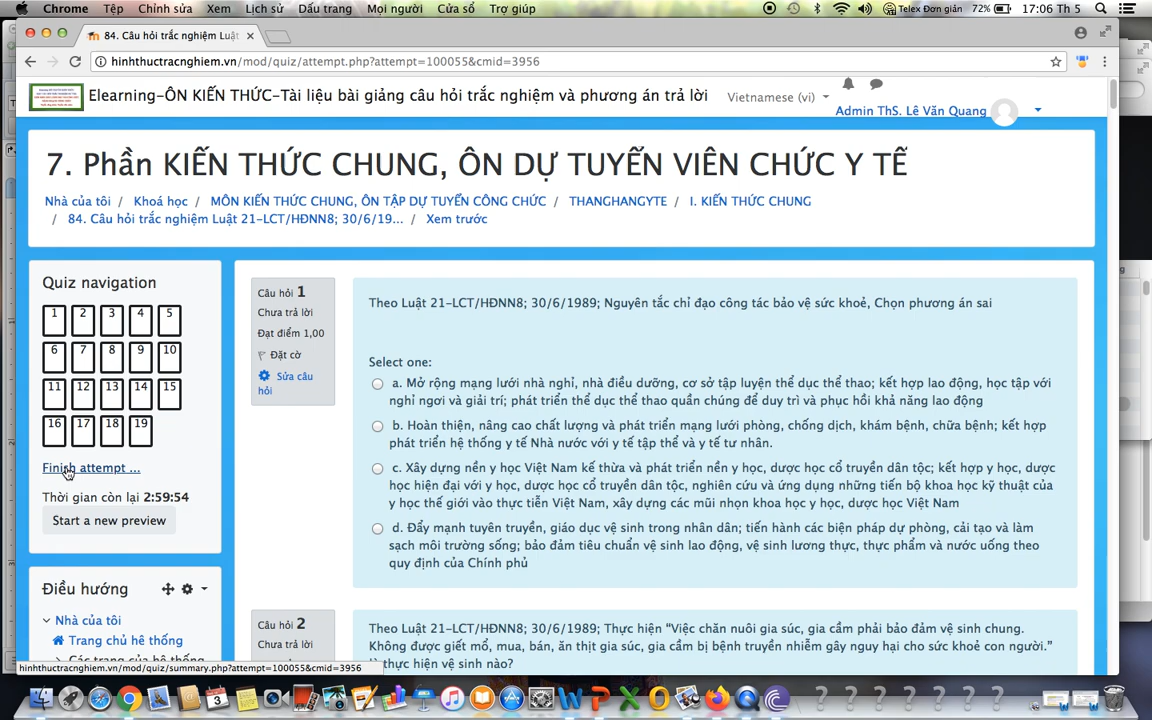 Chrome Tệp Chỉnh sửa Xem Lịch sử Dấu trang Mọi người Cửa sổ Trợ giúp Telex Đơn giản 72% 17:06 Th 5
84. Câu hỏi trắc nghiệm Luật
hinhthuctracnghiem.vn/mod/quiz/attempt.php?attempt=100055&cmid=3956
Elearning-ÔN KIẾN THỨC-Tài liệu bài giảng câu hỏi trắc nghiệm và phương án trả lời
Vietnamese (vi)
Admin ThS. Lê Văn Quang
7. Phần KIẾN THỨC CHUNG, ÔN DỰ TUYỂN VIÊN CHỨC Y TẾ
Nhà của tôi / Khoá học / MÔN KIẾN THỨC CHUNG, ÔN TẬP DỰ TUYỂN CÔNG CHỨC / THANGHANGYTE / I. KIẾN THỨC CHUNG
/ 84. Câu hỏi trắc nghiệm Luật 21-LCT/HĐNN8; 30/6/19... / Xem trước
Quiz navigation
1 2 3 4 5
6 7 8 9 10
11 12 13 14 15
16 17 18 19
Finish attempt ...
Thời gian còn lại 2:59:54
Start a new preview
Điều hướng
Nhà của tôi
Trang chủ hệ thống
Các trang của hệ thống
Câu hỏi 1
Chưa trả lời
Đạt điểm 1,00
Đặt cờ
Sửa câu
hỏi
Theo Luật 21-LCT/HĐNN8; 30/6/1989; Nguyên tắc chỉ đạo công tác bảo vệ sức khoẻ, Chọn phương án sai
Select one:
a. Mở rộng mạng lưới nhà nghỉ, nhà điều dưỡng, cơ sở tập luyện thể dục thể thao; kết hợp lao động, học tập với
nghỉ ngơi và giải trí; phát triển thể dục thể thao quần chúng để duy trì và phục hồi khả năng lao động
b. Hoàn thiện, nâng cao chất lượng và phát triển mạng lưới phòng, chống dịch, khám bệnh, chữa bệnh; kết hợp
phát triển hệ thống y tế Nhà nước với y tế tập thể và y tế tư nhân.
c. Xây dựng nền y học Việt Nam kế thừa và phát triển nền y học, dược học cổ truyền dân tộc; kết hợp y học, dược
học hiện đại với y học, dược học cổ truyền dân tộc, nghiên cứu và ứng dụng những tiến bộ khoa học kỹ thuật của
y học thế giới vào thực tiễn Việt Nam, xây dựng các mũi nhọn khoa học y học, dược học Việt Nam
d. Đẩy mạnh tuyên truyền, giáo dục vệ sinh trong nhân dân; tiến hành các biện pháp dự phòng, cải tạo và làm
sạch môi trường sống; bảo đảm tiêu chuẩn vệ sinh lao động, vệ sinh lương thực, thực phẩm và nước uống theo
quy định của Chính phủ
Câu hỏi 2
Chưa trả lời
Theo Luật 21-LCT/HĐNN8; 30/6/1989; Thực hiện "Việc chăn nuôi gia súc, gia cầm phải bảo đảm vệ sinh chung.
Không được giết mổ, mua, bán, ăn thịt gia súc, gia cầm bị bệnh truyền nhiễm gây nguy hại cho sức khoẻ con người."
là thực hiện vệ sinh nào?
hinhthuctracnghiem.vn/mod/quiz/summary.php?attempt=100055&cmid=3956